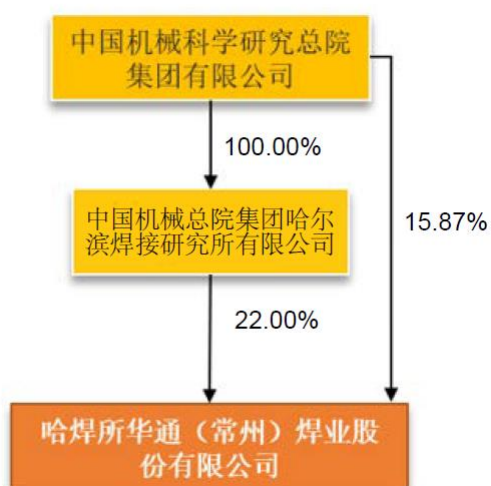 中国机械科学研究总院
集团有限公司
100.00%
中国机械总院集团哈尔
滨焊接研究所有限公司
15.87%
22.00%
哈焊所华通（常州）焊业股
份有限公司